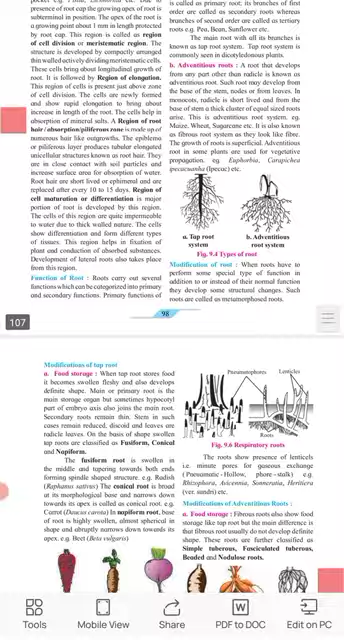 subterminal in position. The apex of the root is
a growing point about 1 mm in length protected
by root cap. This region is called as region
of cell division or meristematic region. The
structure is developed by compactly arranged
thin walled actively dividing meristematic cells.
These cells bring about longitudinal growth of
root. It is followed by Region of elongation.
This region of cells is present just above zone
of cell division. The cells are newly formed
and show rapid elongation to bring about
increase in length of the root. The cells help in
absorption of mineral salts. A Region of root
hair / absorption/piliferous zone is made up of
numerous hair like outgrowths. The epiblema
or piliferous layer produces tubular elongated
unicellular structures known as root hair. They
are in close contact with soil particles and
increase surface area for absorption of water.
Root hair are short lived or ephemeral and are
replaced after every 10 to 15 days. Region of
cell maturation or differentiation is major
portion of root is developed by this region.
The cells of this region are quite impermeable
to water due to thick walled nature. The cells
show differentiation and form different types
of tissues. This region helps in fixation of
plant and conduction of absorbed substances.
Development of lateral roots also takes place
from this region.
Function of Root : Roots carry out several
functions which can be categorized into primary
and secondary functions. Primary functions of
is called as primary root; its branches of first
order are called as secondary roots whereas
branches of second order are called as tertiary
roots e.g. Pea, Bean, Sunflower etc.
The main root with all its branches is
known as tap root system. Tap root system is
commonly seen in dicotyledonous plants.
b. Adventitious roots : A root that develops
from any part other than radicle is known as
adventitious root. Such root may develop from
the base of the stem, nodes or from leaves. In
monocots, radicle is short lived and from the
base of stem a thick cluster of equal sized roots
arise. This is adventitious root system. eg.
Maize, Wheat, Sugarcane etc. It is also known
as fibrous root system as they look like fibre.
The growth of roots is superficial. Adventitious
root in some plants are used for vegetative
propagation. eg. Euphorbia, Carapichea
ipecacuanha (Ipecac) etc.
a. Tap root
system
b. Adventitious
root system
Fig. 9.4 Types of root
Modification of root : When roots have to
perform some special type of function in
addition to or instead of their normal function
they develop some structural changes. Such
roots are called as metamorphosed roots.
107
98
Modifications of tap root
a. Food storage : When tap root stores food
it becomes swollen fleshy and also develops
definite shape. Main or primary root is the
main storage organ but sometimes hypocotyl
part of embryo axis also joins the main root.
Secondary roots remain thin. Stem in such
cases remain reduced, discoid and leaves are
radicle leaves. On the basis of shape swollen
tap roots are classified as Fusiform, Conical
and Napiform.
The fusiform root is swollen in
the middle and tapering towards both ends
forming spindle shaped structure. e.g. Radish
(Raphanus sativus) The conical root is broad
at its morphological base and narrows down
towards its apex is called as conical root. e.g.
Carrot (Daucus carota) In napiform root, base
of root is highly swollen, almost spherical in
shape and abruptly narrows down towards its
apex. e.g. Beet (Beta vulgaris)
Pneumatophores
Lenticels
Roots
Fig. 9.6 Respiratory roots
The roots show presence of lenticels
i.e. minute pores for gaseous exchange
(Pneumatic - Hollow, phore - stalk) e.g.
Rhizophora, Avicennia, Sonneratia, Heritiera
(ver. sundri) etc.
Modifications of Adventitious Roots :
a. Food storage : Fibrous roots also show food
storage like tap root but the main difference is
that fibrous root usually do not develop definite
shape. These roots are further classified as
Simple tuberous, Fasciculated tuberous,
Beaded and Nodulose roots.
Tools
Mobile View
Share
PDF to DOC
Edit on PC